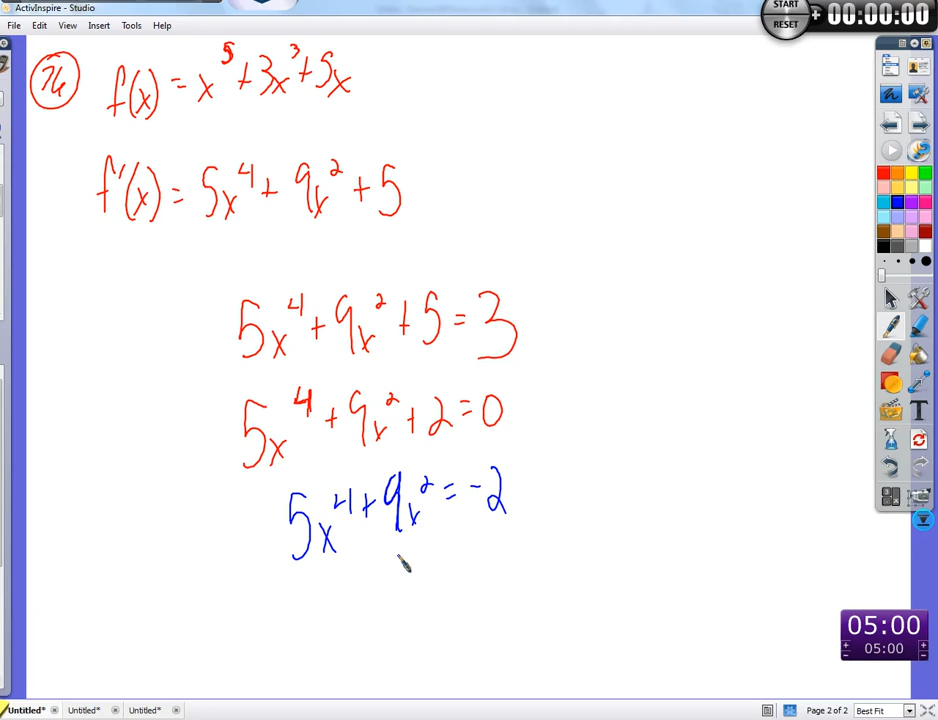 ActivInspire - Studio
START
RESET
00:00:00
File Edit View Insert Tools Help
76 f(x) = x^5 + 3x^3 + 5x
f'(x) = 5x^4 + 9x^2 + 5
5x^4 + 9x^2 + 5 = 3
5x^4 + 9x^2 + 2 = 0
5x^4 + 9x^2 = -2
T
05:00
05:00
Untitled* Untitled* Untitled* Page 2 of 2 Best Fit